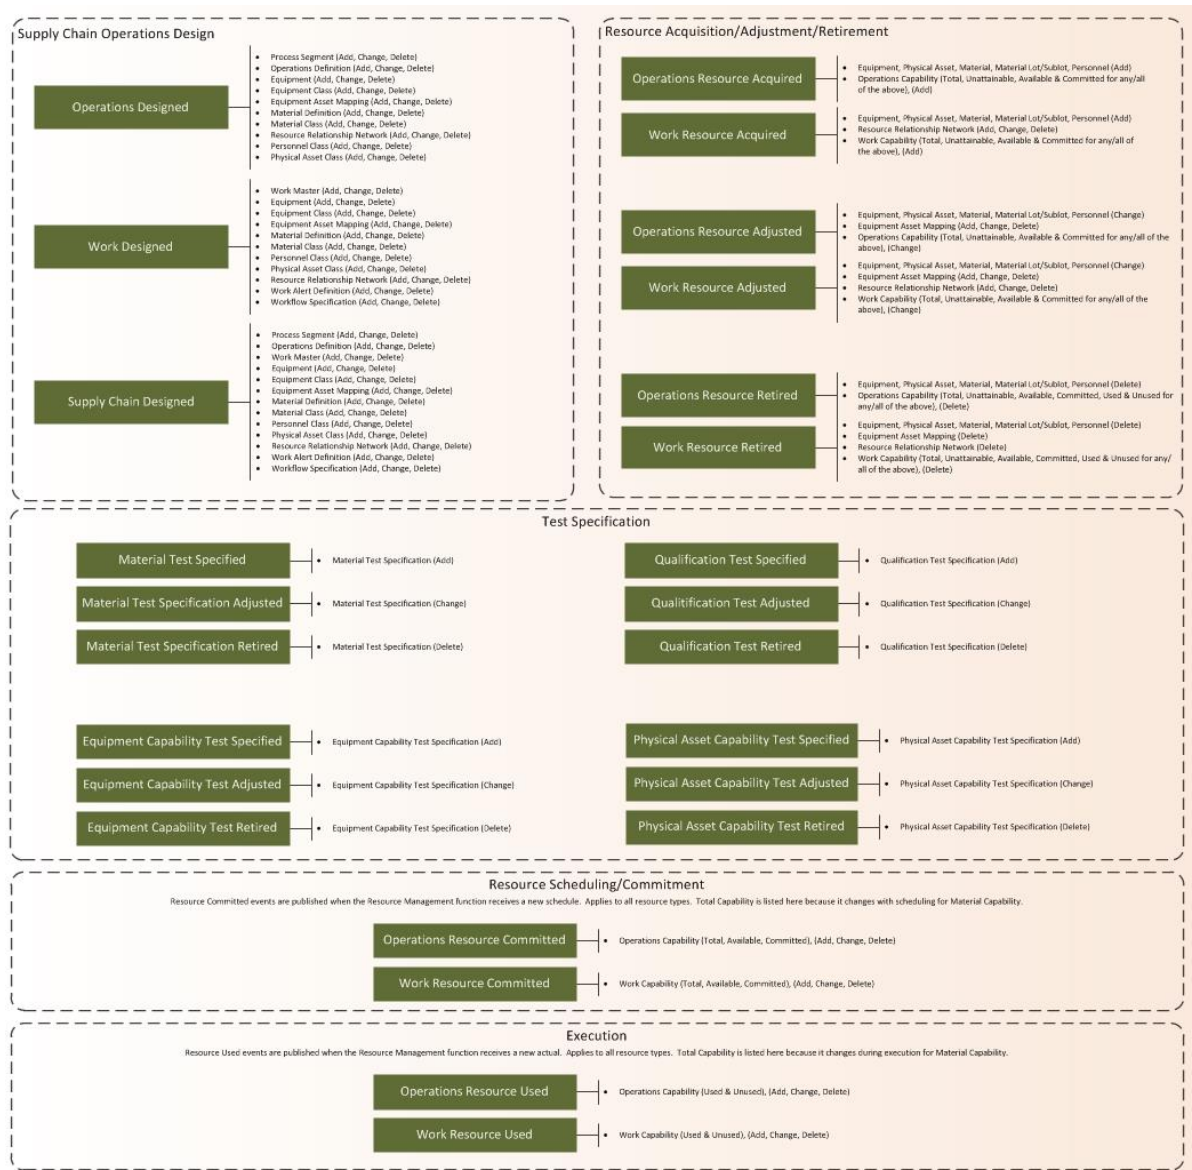 Supply Chain Operations Design
Operations Designed
• Process Segment (Add, Change, Delete)
• Operations Definition (Add, Change, Delete)
• Equipment (Add, Change, Delete)
• Equipment Class (Add, Change, Delete)
• Equipment Asset Mapping (Add, Change, Delete)
• Material Definition (Add, Change, Delete)
• Material Class (Add, Change, Delete)
• Resource Relationship Network (Add, Change, Delete)
• Personnel Class (Add, Change, Delete)
• Physical Asset Class (Add, Change, Delete)
Work Designed
• Work Master (Add, Change, Delete)
• Equipment (Add, Change, Delete)
• Equipment Class (Add, Change, Delete)
• Equipment Asset Mapping (Add, Change, Delete)
• Material Definition (Add, Change, Delete)
• Material Class (Add, Change, Delete)
• Personnel Class (Add, Change, Delete)
• Physical Asset Class (Add, Change, Delete)
• Resource Relationship Network (Add, Change, Delete)
• Work Alert Definition (Add, Change, Delete)
• Workflow Specification (Add, Change, Delete)
Supply Chain Designed
• Process Segment (Add, Change, Delete)
• Operations Definition (Add, Change, Delete)
• Work Master (Add, Change, Delete)
• Equipment (Add, Change, Delete)
• Equipment Class (Add, Change, Delete)
• Equipment Asset Mapping (Add, Change, Delete)
• Material Definition (Add, Change, Delete)
• Material Class (Add, Change, Delete)
• Personnel Class (Add, Change, Delete)
• Physical Asset Class (Add, Change, Delete)
• Resource Relationship Network (Add, Change, Delete)
• Work Alert Definition (Add, Change, Delete)
• Workflow Specification (Add, Change, Delete)
Resource Acquisition/Adjustment/Retirement
Operations Resource Acquired
• Equipment, Physical Asset, Material, Material Lot/Sublot, Personnel (Add)
• Operations Capability (Total, Unattainable, Available & Committed for any/all
of the above), (Add)
Work Resource Acquired
• Equipment, Physical Asset, Material, Material Lot/Sublot, Personnel (Add)
• Resource Relationship Network (Add, Change, Delete)
• Work Capability (Total, Unattainable, Available & Committed for any/all of
the above), (Add)
Operations Resource Adjusted
• Equipment, Physical Asset, Material, Material Lot/Sublot, Personnel (Change)
• Equipment Asset Mapping (Add, Change, Delete)
• Operations Capability (Total, Unattainable, Available & Committed for any/all of the
above), (Change)
Work Resource Adjusted
• Equipment, Physical Asset, Material, Material Lot/Sublot, Personnel (Change)
• Equipment Asset Mapping (Add, Change, Delete)
• Resource Relationship Network (Add, Change, Delete)
• Work Capability (Total, Unattainable, Available & Committed for any/all of the
above), (Change)
Operations Resource Retired
• Equipment, Physical Asset, Material, Material Lot/Sublot, Personnel (Delete)
• Operations Capability (Total, Unattainable, Available, Committed, Used & Unused for
any/all of the above), (Delete)
Work Resource Retired
• Equipment, Physical Asset, Material, Material Lot/Sublot, Personnel (Delete)
• Equipment Asset Mapping (Delete)
• Resource Relationship Network (Delete)
• Work Capability (Total, Unattainable, Available, Committed, Used & Unused for any/
all of the above), (Delete)
Test Specification
Material Test Specified
• Material Test Specification (Add)
Material Test Specification Adjusted
• Material Test Specification (Change)
Material Test Specification Retired
• Material Test Specification (Delete)
Qualification Test Specified
• Qualification Test Specification (Add)
Qualitification Test Adjusted
• Qualification Test Specification (Change)
Qualification Test Retired
• Qualification Test Specification (Delete)
Equipment Capability Test Specified
• Equipment Capability Test Specification (Add)
Equipment Capability Test Adjusted
• Equipment Capability Test Specification (Change)
Equipment Capability Test Retired
• Equipment Capability Test Specification (Delete)
Physical Asset Capability Test Specified
• Physical Asset Capability Test Specification (Add)
Physical Asset Capability Test Adjusted
• Physical Asset Capability Test Specification (Change)
Physical Asset Capability Test Retired
• Physical Asset Capability Test Specification (Delete)
Resource Scheduling/Commitment
Resource Committed events are published when the Resource Management function receives a new schedule. Applies to all resource types. Total Capability is listed here because it changes with scheduling for Material Capability.
Operations Resource Committed
• Operations Capability (Total, Available, Committed), (Add, Change, Delete)
Work Resource Committed
• Work Capability (Total, Available, Committed), (Add, Change, Delete)
Execution
Resource Used events are published when the Resource Management function receives a new actual. Applies to all resource types. Total Capability is listed here because it changes during execution for Material Capability.
Operations Resource Used
• Operations Capability (Used & Unused), (Add, Change, Delete)
Work Resource Used
• Work Capability (Used & Unused), (Add, Change, Delete)